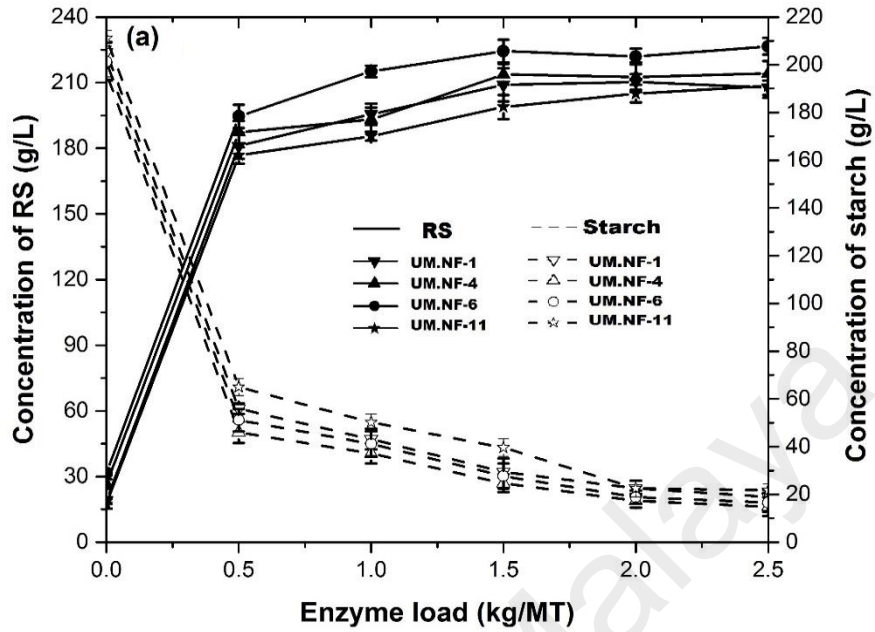 (a)
240
210
180
150
120
90
60
30
0
Concentration of RS (g/L)
220
200
180
160
140
120
100
80
60
40
20
0
Concentration of starch (g/L)
RS
UM.NF-1
UM.NF-4
UM.NF-6
UM.NF-11
Starch
UM.NF-1
UM.NF-4
UM.NF-6
UM.NF-11
0.0 0.5 1.0 1.5 2.0 2.5
Enzyme load (kg/MT)
Malaya